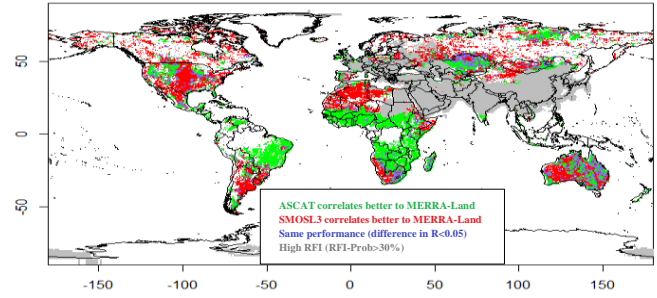 50
0
-50
ASCAT correlates better to MERRA-Land
SMOSL3 correlates better to MERRA-Land
Same performance (difference in R<0.05)
High RFI (RFI-Prob>30%)
-150 -100 -50 0 50 100 150